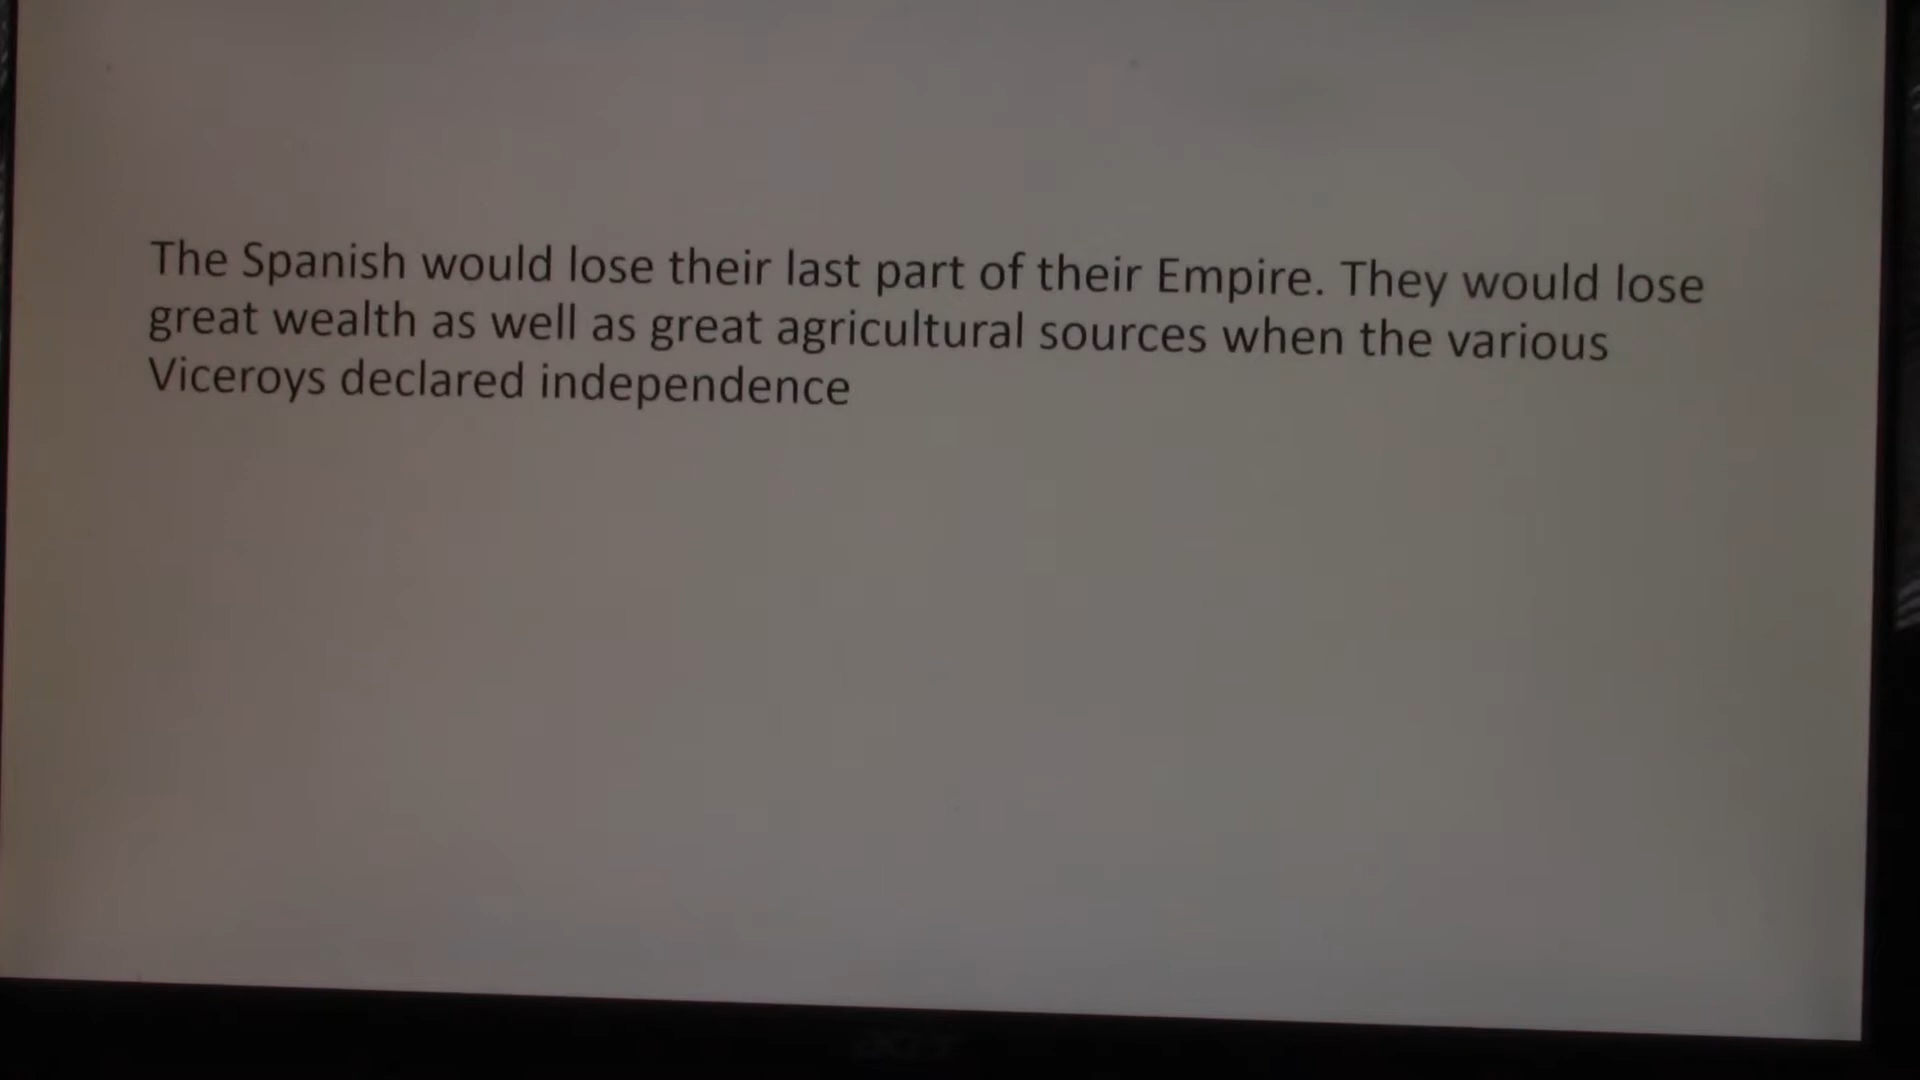 The Spanish would lose their last part of their Empire. They would lose
great wealth as well as great agricultural sources when the various
Viceroys declared independence
acer